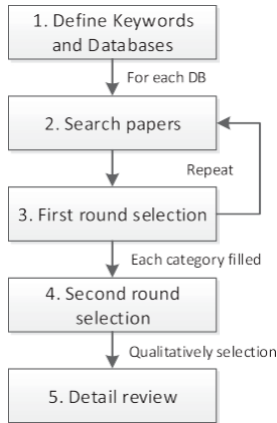 1. Define Keywords
and Databases
For each DB
2. Search papers
Repeat
3. First round selection
Each category filled
4. Second round
selection
Qualitatively selection
5. Detail review